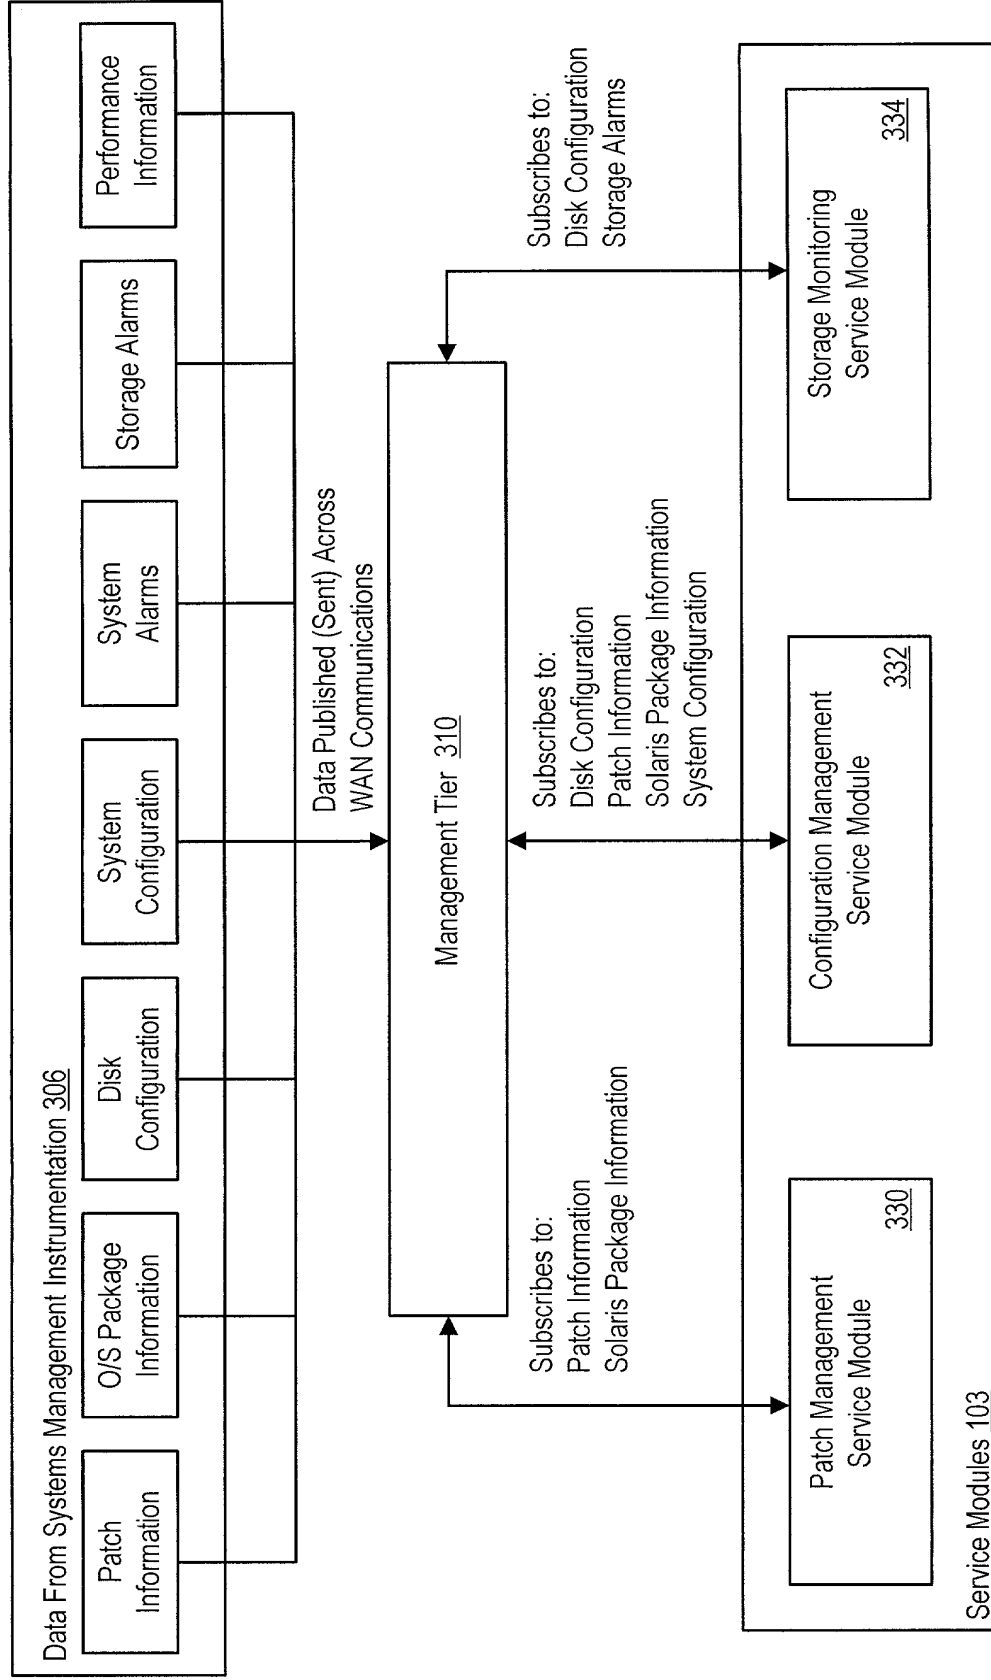 Data From Systems Management Instrumentation 306
Patch
Information
O/S Package
Information
Disk
Configuration
System
Configuration
System
Alarms
Storage Alarms
Performance
Information
Data Published (Sent) Across
WAN Communications
Management Tier 310
Subscribes to:
Patch Information
Solaris Package Information
Subscribes to:
Disk Configuration
Patch Information
Solaris Package Information
System Configuration
Subscribes to:
Disk Configuration
Storage Alarms
Patch Management
Service Module
330
Configuration Management
Service Module
332
Storage Monitoring
Service Module
334
Service Modules 103